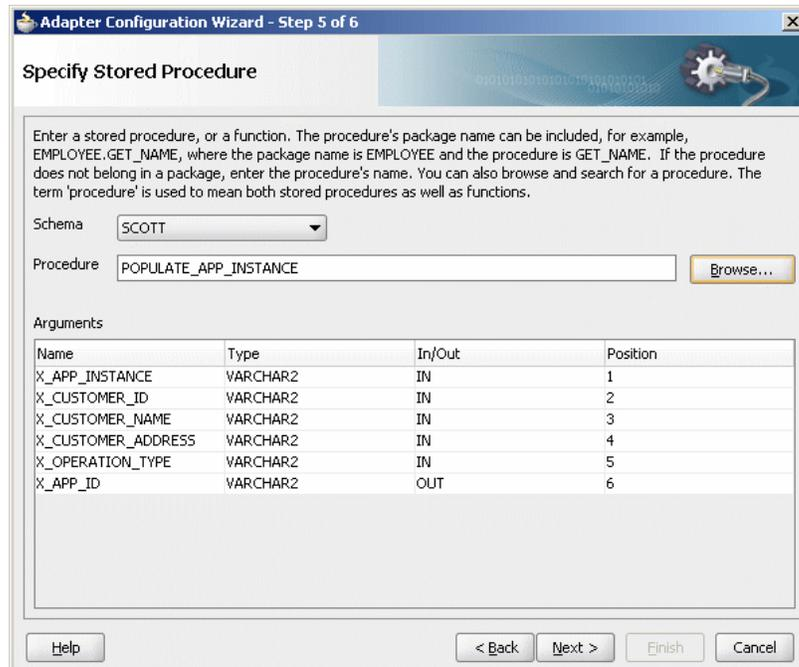 Adapter Configuration Wizard - Step 5 of 6
Specify Stored Procedure
Enter a stored procedure, or a function. The procedure's package name can be included, for example,
EMPLOYEE.GET_NAME, where the package name is EMPLOYEE and the procedure is GET_NAME. If the procedure
does not belong in a package, enter the procedure's name. You can also browse and search for a procedure. The
term 'procedure' is used to mean both stored procedures as well as functions.
Schema SCOTT
Procedure POPULATE_APP_INSTANCE Browse...
Arguments
Name Type In/Out Position
X_APP_INSTANCE VARCHAR2 IN 1
X_CUSTOMER_ID VARCHAR2 IN 2
X_CUSTOMER_NAME VARCHAR2 IN 3
X_CUSTOMER_ADDRESS VARCHAR2 IN 4
X_OPERATION_TYPE VARCHAR2 IN 5
X_APP_ID VARCHAR2 OUT 6
Help < Back Next > Finish Cancel